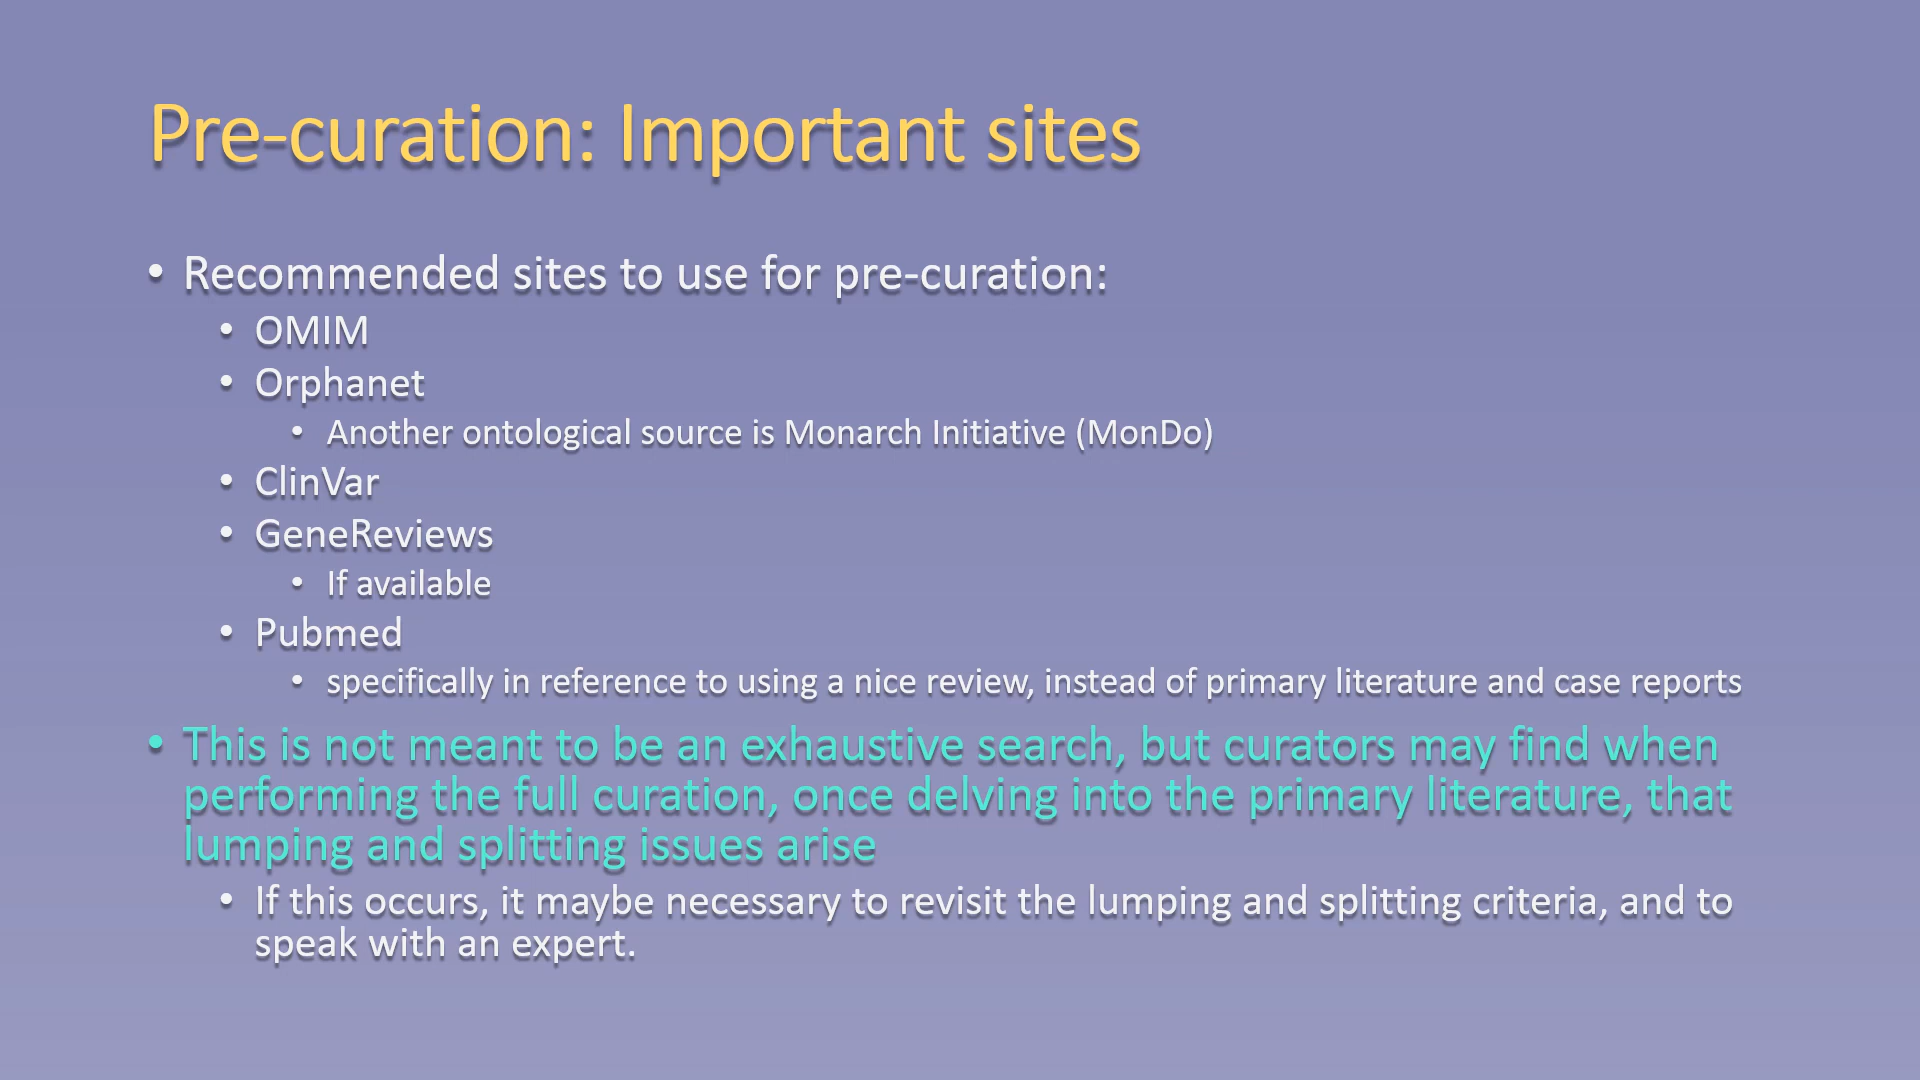 Pre-curation: Important sites
• Recommended sites to use for pre-curation:
• OMIM
• Orphanet
• Another ontological source is Monarch Initiative (MonDo)
• ClinVar
• GeneReviews
• If available
• Pubmed
• specifically in reference to using a nice review, instead of primary literature and case reports
• This is not meant to be an exhaustive search, but curators may find when
performing the full curation, once delving into the primary literature, that
lumping and splitting issues arise
• If this occurs, it maybe necessary to revisit the lumping and splitting criteria, and to
speak with an expert.